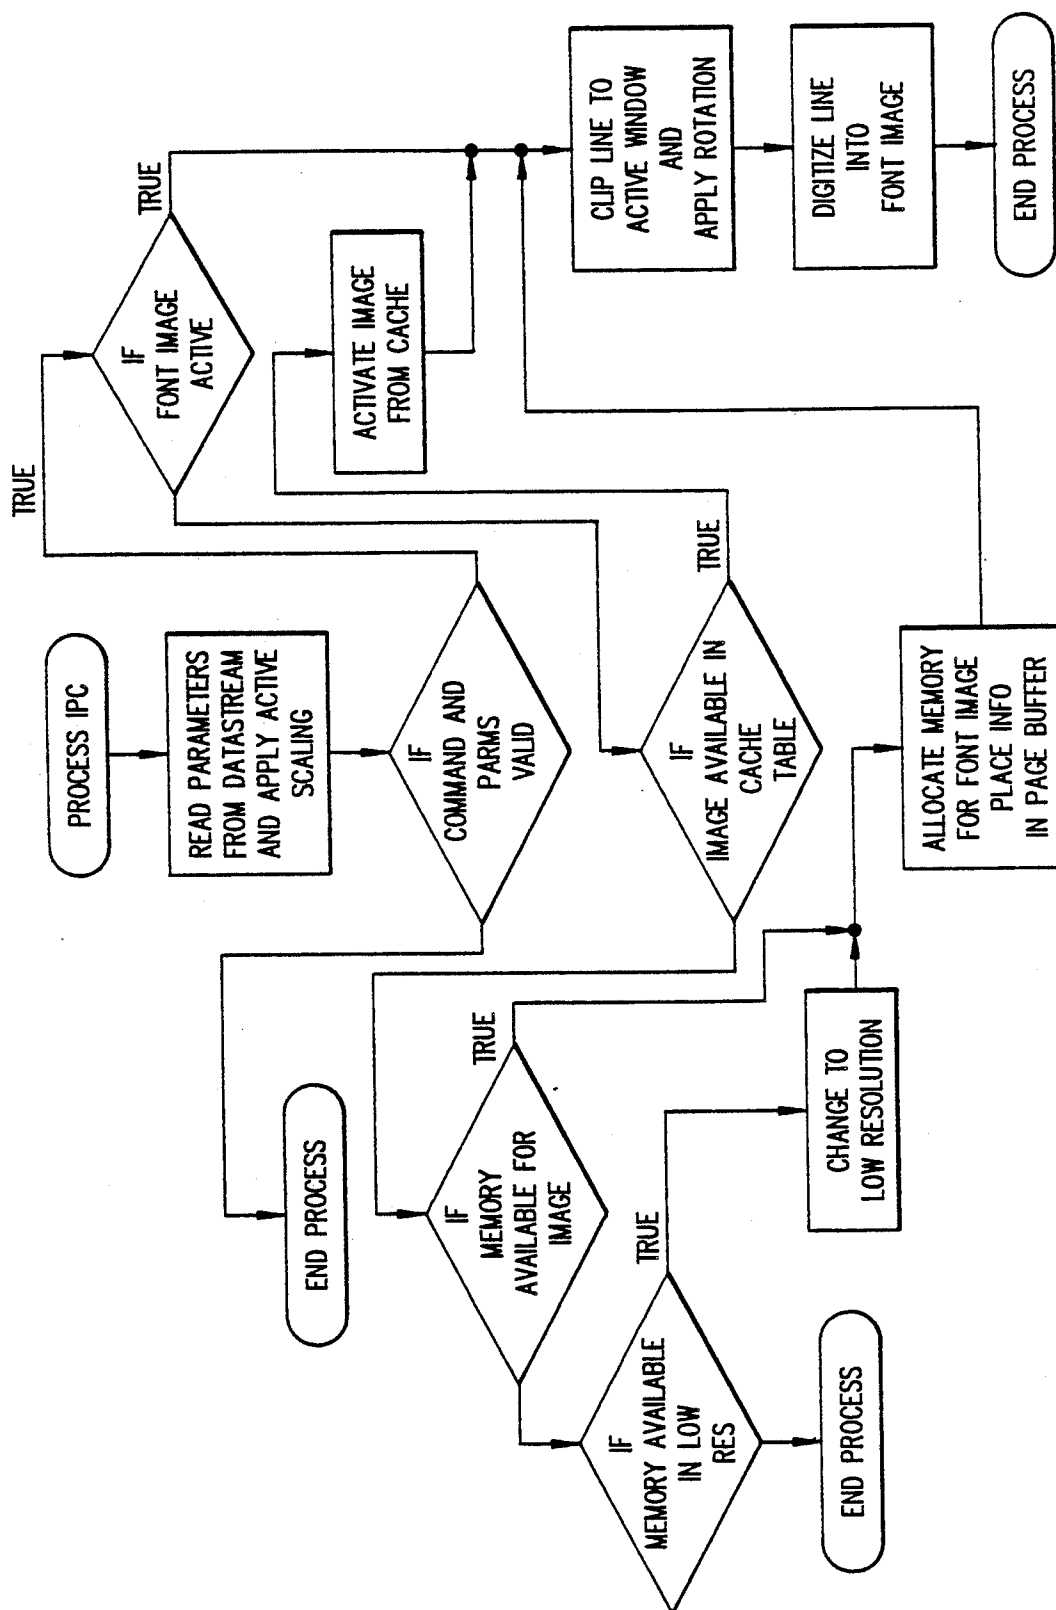 PROCESS IPC
READ PARAMETERS
FROM DATASTREAM
AND APPLY ACTIVE
SCALING
IF
COMMAND AND
PARMS
VALID
TRUE
END PROCESS
IF
FONT IMAGE
ACTIVE
TRUE
IF
IMAGE AVAILABLE IN
CACHE
TABLE
TRUE
ACTIVATE IMAGE
FROM CACHE
IF
MEMORY
AVAILABLE FOR
IMAGE
TRUE
IF
MEMORY AVAILABLE
IN LOW
RES
TRUE
END PROCESS
CHANGE TO
LOW RESOLUTION
ALLOCATE MEMORY
FOR FONT IMAGE
PLACE INFO
IN PAGE BUFFER
CLIP LINE TO
ACTIVE WINDOW
AND
APPLY ROTATION
DIGITIZE LINE
INTO
FONT IMAGE
END PROCESS